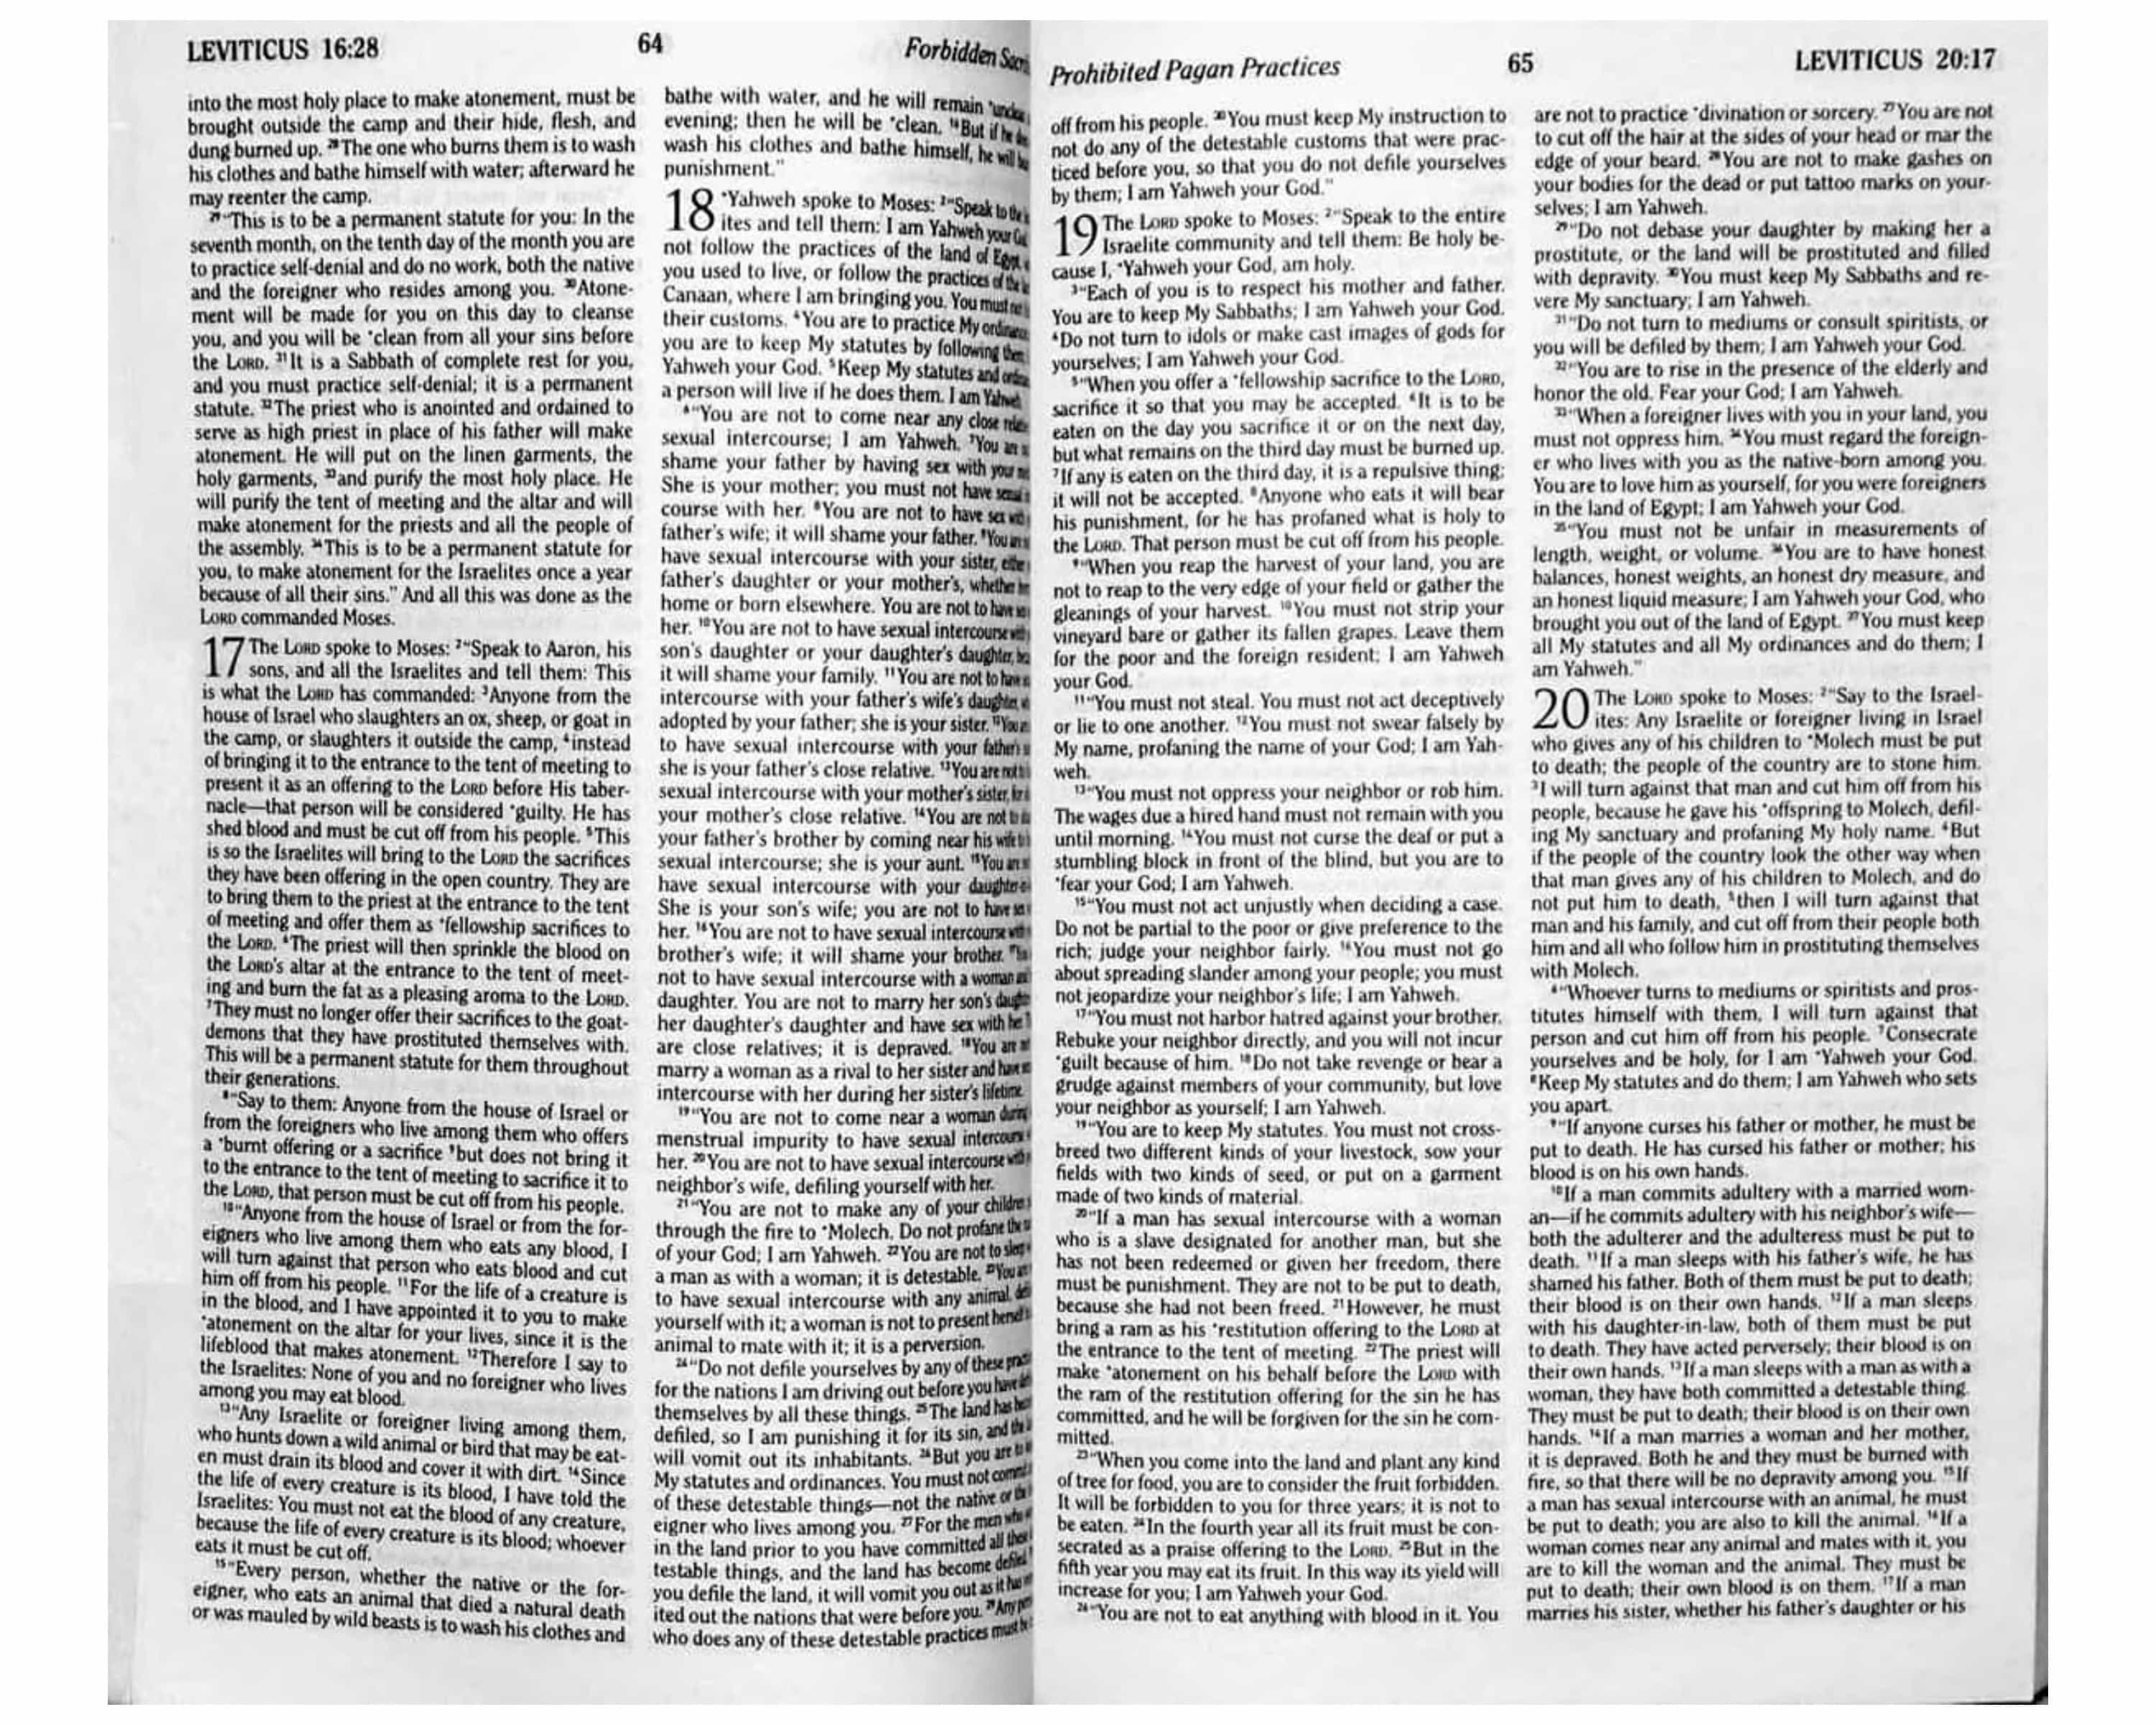 LEVITICUS 16:28
64
Forbidden
into the most holy place to make atonement, must be
brought outside the camp and their hide, flesh, and
dung burned up. ²⁸The one who burns them is to wash
his clothes and bathe himself with water; afterward he
may reenter the camp.
²⁹"This is to be a permanent statute for you: In the
seventh month, on the tenth day of the month you are
to practice self-denial and do no work, both the native
and the foreigner who resides among you. ³⁰Atone-
ment will be made for you on this day to cleanse
you, and you will be *clean from all your sins before
the LORD. ³¹It is a Sabbath of complete rest for you,
and you must practice self-denial; it is a permanent
statute. ³²The priest who is anointed and ordained to
serve as high priest in place of his father will make
atonement. He will put on the linen garments, the
holy garments, ³³and purify the most holy place. He
will purify the tent of meeting and the altar and will
make atonement for the priests and all the people of
the assembly. ³⁴This is to be a permanent statute for
you, to make atonement for the Israelites once a year
because of all their sins." And all this was done as the
LORD commanded Moses.
17 The LORD spoke to Moses: ²"Speak to Aaron, his
sons, and all the Israelites and tell them: This
is what the LORD has commanded: ³Anyone from the
house of Israel who slaughters an ox, sheep, or goat in
the camp, or slaughters it outside the camp, ⁴instead
of bringing it to the entrance to the tent of meeting to
present it as an offering to the LORD before His taber-
nacle—that person will be considered *guilty. He has
shed blood and must be cut off from his people. ⁵This
is so the Israelites will bring to the LORD the sacrifices
they have been offering in the open country. They are
to bring them to the priest at the entrance to the tent
of meeting and offer them as *fellowship sacrifices to
the LORD. ⁶The priest will then sprinkle the blood on
the LORD's altar at the entrance to the tent of meet-
ing and burn the fat as a pleasing aroma to the LORD.
⁷They must no longer offer their sacrifices to the goat-
demons that they have prostituted themselves with.
This will be a permanent statute for them throughout
their generations.
⁸"Say to them: Anyone from the house of Israel or
from the foreigners who live among them who offers
a *burnt offering or a sacrifice ⁹but does not bring it
to the entrance to the tent of meeting to sacrifice it to
the LORD, that person must be cut off from his people.
¹⁰"Anyone from the house of Israel or from the for-
eigners who live among them who eats any blood, I
will turn against that person who eats blood and cut
him off from his people. ¹¹For the life of a creature is
in the blood, and I have appointed it to you to make
*atonement on the altar for your lives, since it is the
lifeblood that makes atonement. ¹²Therefore I say to
the Israelites: None of you and no foreigner who lives
among you may eat blood.
¹³"Any Israelite or foreigner living among them,
who hunts down a wild animal or bird that may be eat-
en must drain its blood and cover it with dirt. ¹⁴Since
the life of every creature is its blood, I have told the
Israelites: You must not eat the blood of any creature,
because the life of every creature is its blood; whoever
eats it must be cut off.
¹⁵"Every person, whether the native or the for-
eigner, who eats an animal that died a natural death
or was mauled by wild beasts is to wash his clothes and
bathe with water, and he will remain
evening; then he will be *clean. ¹⁶But if he
wash his clothes and bathe himself, he will
punishment."
18 *Yahweh spoke to Moses: ²"Speak to the
ites and tell them: I am Yahweh your
not follow the practices of the land of Egypt,
you used to live, or follow the practices of the
Canaan, where I am bringing you. You must
their customs. ⁴You are to practice My
you are to keep My statutes by following
Yahweh your God. ⁵Keep My statutes and
a person will live if he does them. I am Yahweh.
⁶"You are not to come near any close
sexual intercourse; I am Yahweh. ⁷You are
shame your father by having sex with your
She is your mother; you must not have
course with her. ⁸You are not to have sex with
father's wife; it will shame your father. ⁹You are
have sexual intercourse with your sister, either
father's daughter or your mother's, whether
home or born elsewhere. You are not to have
her. ¹⁰You are not to have sexual intercourse with
son's daughter or your daughter's daughter,
it will shame your family. ¹¹You are not to have
intercourse with your father's wife's daughter,
adopted by your father; she is your sister. ¹²You
to have sexual intercourse with your father's
she is your father's close relative. ¹³You are not
sexual intercourse with your mother's sister,
your mother's close relative. ¹⁴You are not to
your father's brother by coming near his wife
sexual intercourse; she is your aunt. ¹⁵You are
have sexual intercourse with your
She is your son's wife; you are not to have
her. ¹⁶You are not to have sexual intercourse with
brother's wife; it will shame your brother.
not to have sexual intercourse with a woman
daughter. You are not to marry her son's
her daughter's daughter and have sex with
are close relatives; it is depraved. ¹⁸You are
marry a woman as a rival to her sister and have
intercourse with her during her sister's lifetime.
¹⁹"You are not to come near a woman during
menstrual impurity to have sexual
her. ²⁰You are not to have sexual intercourse with
neighbor's wife, defiling yourself with her.
²¹"You are not to make any of your children
through the fire to *Molech. Do not profane the
of your God; I am Yahweh. ²²You are not to sleep
a man as with a woman; it is detestable. ²³You
to have sexual intercourse with any animal,
yourself with it; a woman is not to present
animal to mate with it; it is a perversion.
²⁴"Do not defile yourselves by any of these
for the nations I am driving out before you have
themselves by all these things. ²⁵The land has
defiled, so I am punishing it for its sin, and the
will vomit out its inhabitants. ²⁶But you are to
My statutes and ordinances. You must not
of these detestable things—not the native or the
eigner who lives among you. ²⁷For the men who
in the land prior to you have committed all
testable things, and the land has become
you defile the land, it will vomit you out as it has
ited out the nations that were before you. ²⁹Any
who does any of these detestable practices must be
Prohibited Pagan Practices
65
LEVITICUS 20:17
off from his people. ³⁰You must keep My instruction to
not do any of the detestable customs that were prac-
ticed before you, so that you do not defile yourselves
by them; I am Yahweh your God."
19 The LORD spoke to Moses: ²"Speak to the entire
Israelite community and tell them: Be holy be-
cause I, *Yahweh your God, am holy.
³"Each of you is to respect his mother and father.
You are to keep My Sabbaths; I am Yahweh your God.
⁴Do not turn to idols or make cast images of gods for
yourselves; I am Yahweh your God.
⁵"When you offer a *fellowship sacrifice to the LORD,
sacrifice it so that you may be accepted. ⁶It is to be
eaten on the day you sacrifice it or on the next day,
but what remains on the third day must be burned up.
⁷If any is eaten on the third day, it is a repulsive thing;
it will not be accepted. ⁸Anyone who eats it will bear
his punishment, for he has profaned what is holy to
the LORD. That person must be cut off from his people.
⁹"When you reap the harvest of your land, you are
not to reap to the very edge of your field or gather the
gleanings of your harvest. ¹⁰You must not strip your
vineyard bare or gather its fallen grapes. Leave them
for the poor and the foreign resident; I am Yahweh
your God.
¹¹"You must not steal. You must not act deceptively
or lie to one another. ¹²You must not swear falsely by
My name, profaning the name of your God; I am Yah-
weh.
¹³"You must not oppress your neighbor or rob him.
The wages due a hired hand must not remain with you
until morning. ¹⁴You must not curse the deaf or put a
stumbling block in front of the blind, but you are to
*fear your God; I am Yahweh.
¹⁵"You must not act unjustly when deciding a case.
Do not be partial to the poor or give preference to the
rich; judge your neighbor fairly. ¹⁶You must not go
about spreading slander among your people; you must
not jeopardize your neighbor's life; I am Yahweh.
¹⁷"You must not harbor hatred against your brother.
Rebuke your neighbor directly, and you will not incur
*guilt because of him. ¹⁸Do not take revenge or bear a
grudge against members of your community, but love
your neighbor as yourself; I am Yahweh.
¹⁹"You are to keep My statutes. You must not cross-
breed two different kinds of your livestock, sow your
fields with two kinds of seed, or put on a garment
made of two kinds of material.
²⁰"If a man has sexual intercourse with a woman
who is a slave designated for another man, but she
has not been redeemed or given her freedom, there
must be punishment. They are not to be put to death,
because she had not been freed. ²¹However, he must
bring a ram as his *restitution offering to the LORD at
the entrance to the tent of meeting. ²²The priest will
make *atonement on his behalf before the LORD with
the ram of the restitution offering for the sin he has
committed, and he will be forgiven for the sin he com-
mitted.
²³"When you come into the land and plant any kind
of tree for food, you are to consider the fruit forbidden.
It will be forbidden to you for three years; it is not to
be eaten. ²⁴In the fourth year all its fruit must be con-
secrated as a praise offering to the LORD. ²⁵But in the
fifth year you may eat its fruit. In this way its yield will
increase for you; I am Yahweh your God.
²⁶"You are not to eat anything with blood in it. You
are not to practice *divination or sorcery. ²⁷You are not
to cut off the hair at the sides of your head or mar the
edge of your beard. ²⁸You are not to make gashes on
your bodies for the dead or put tattoo marks on your-
selves; I am Yahweh.
²⁹"Do not debase your daughter by making her a
prostitute, or the land will be prostituted and filled
with depravity. ³⁰You must keep My Sabbaths and re-
vere My sanctuary; I am Yahweh.
³¹"Do not turn to mediums or consult spiritists, or
you will be defiled by them; I am Yahweh your God.
³²"You are to rise in the presence of the elderly and
honor the old. Fear your God; I am Yahweh.
³³"When a foreigner lives with you in your land, you
must not oppress him. ³⁴You must regard the foreign-
er who lives with you as the native-born among you.
You are to love him as yourself, for you were foreigners
in the land of Egypt; I am Yahweh your God.
³⁵"You must not be unfair in measurements of
length, weight, or volume. ³⁶You are to have honest
balances, honest weights, an honest dry measure, and
an honest liquid measure; I am Yahweh your God, who
brought you out of the land of Egypt. ³⁷You must keep
all My statutes and all My ordinances and do them; I
am Yahweh."
20 The LORD spoke to Moses: ²"Say to the Israel-
ites: Any Israelite or foreigner living in Israel
who gives any of his children to *Molech must be put
to death; the people of the country are to stone him.
³I will turn against that man and cut him off from his
people, because he gave his *offspring to Molech, defil-
ing My sanctuary and profaning My holy name. ⁴But
if the people of the country look the other way when
that man gives any of his children to Molech, and do
not put him to death, ⁵then I will turn against that
man and his family, and cut off from their people both
him and all who follow him in prostituting themselves
with Molech.
⁶"Whoever turns to mediums or spiritists and pros-
titutes himself with them, I will turn against that
person and cut him off from his people. ⁷Consecrate
yourselves and be holy, for I am *Yahweh your God.
⁸Keep My statutes and do them; I am Yahweh who sets
you apart.
⁹"If anyone curses his father or mother, he must be
put to death. He has cursed his father or mother; his
blood is on his own hands.
¹⁰If a man commits adultery with a married wom-
an—if he commits adultery with his neighbor's wife—
both the adulterer and the adulteress must be put to
death. ¹¹If a man sleeps with his father's wife, he has
shamed his father. Both of them must be put to death;
their blood is on their own hands. ¹²If a man sleeps
with his daughter-in-law, both of them must be put
to death. They have acted perversely; their blood is on
their own hands. ¹³If a man sleeps with a man as with a
woman, they have both committed a detestable thing.
They must be put to death; their blood is on their own
hands. ¹⁴If a man marries a woman and her mother,
it is depraved. Both he and they must be burned with
fire, so that there will be no depravity among you. ¹⁵If
a man has sexual intercourse with an animal, he must
be put to death; you are also to kill the animal. ¹⁶If a
woman comes near any animal and mates with it, you
are to kill the woman and the animal. They must be
put to death; their own blood is on them. ¹⁷If a man
marries his sister, whether his father's daughter or his